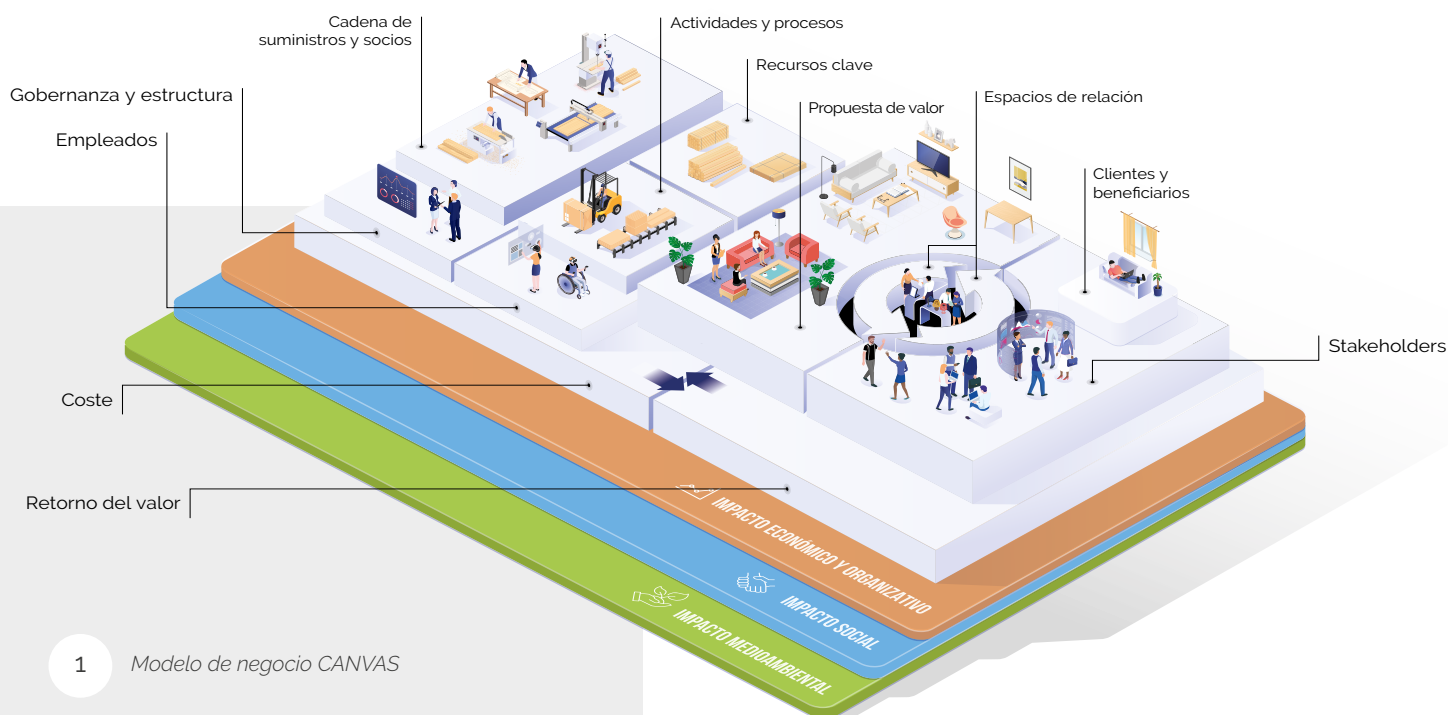 Cadena de
suministros y socios
Actividades y procesos
Recursos clave
Gobernanza y estructura
Propuesta de valor
Espacios de relación
Empleados
Clientes y
beneficiarios
Stakeholders
Coste
Retorno del valor
IMPACTO ECONÓMICO Y ORGANIZATIVO
IMPACTO SOCIAL
IMPACTO MEDIOAMBIENTAL
1 Modelo de negocio CANVAS